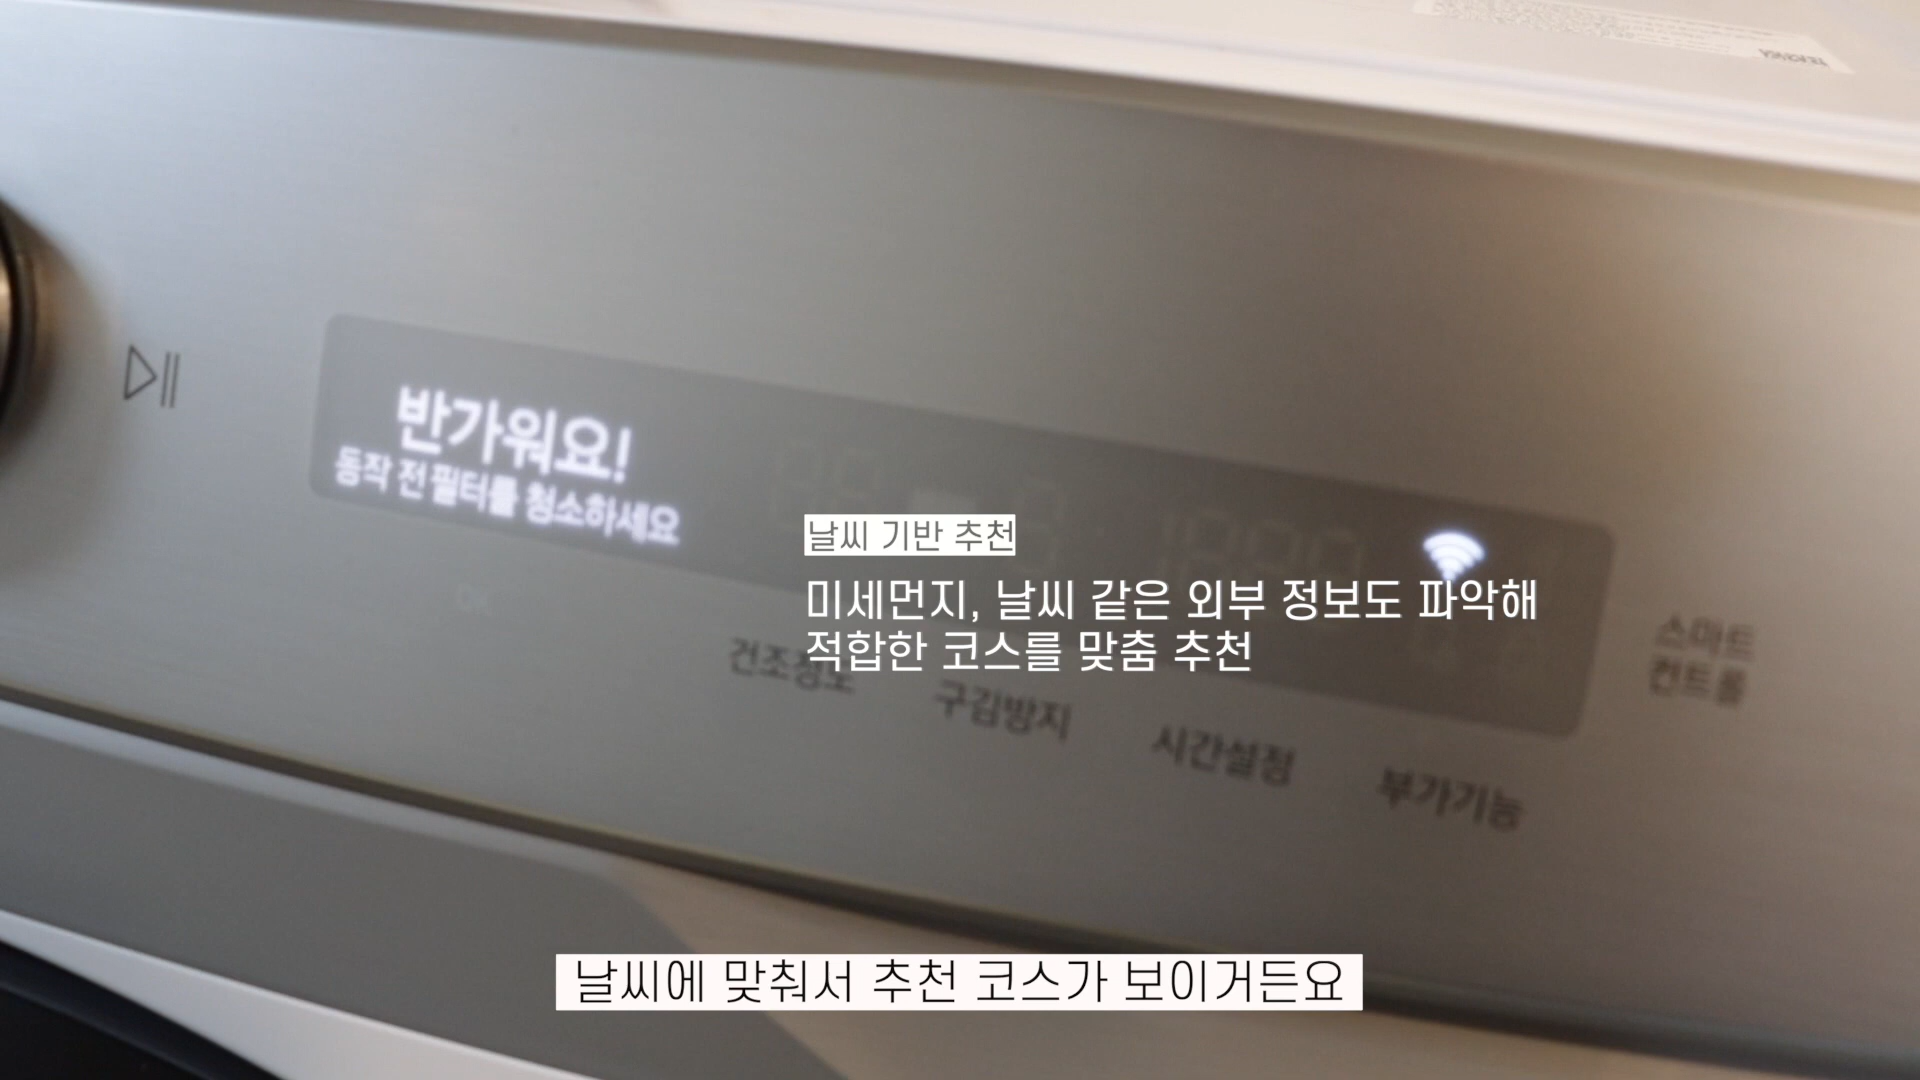 반가워요!
동작 전 필터를 청소하세요
날씨 기반 추천
미세먼지, 날씨 같은 외부 정보도 파악해
적합한 코스를 맞춤 추천
스마트
컨트롤
건조정도
구김방지
시간설정
부가기능
날씨에 맞춰서 추천 코스가 보이거든요